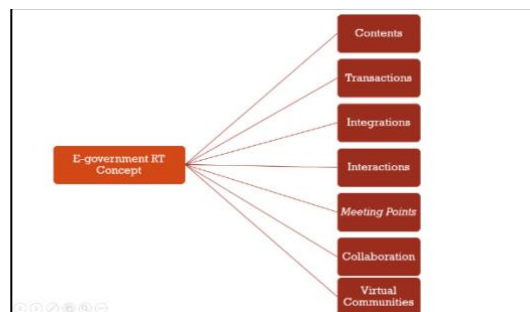 Contents
Transactions
Integrations
E-government RT
Concept
Interactions
Meeting Points
Collaboration
Virtual
Communities